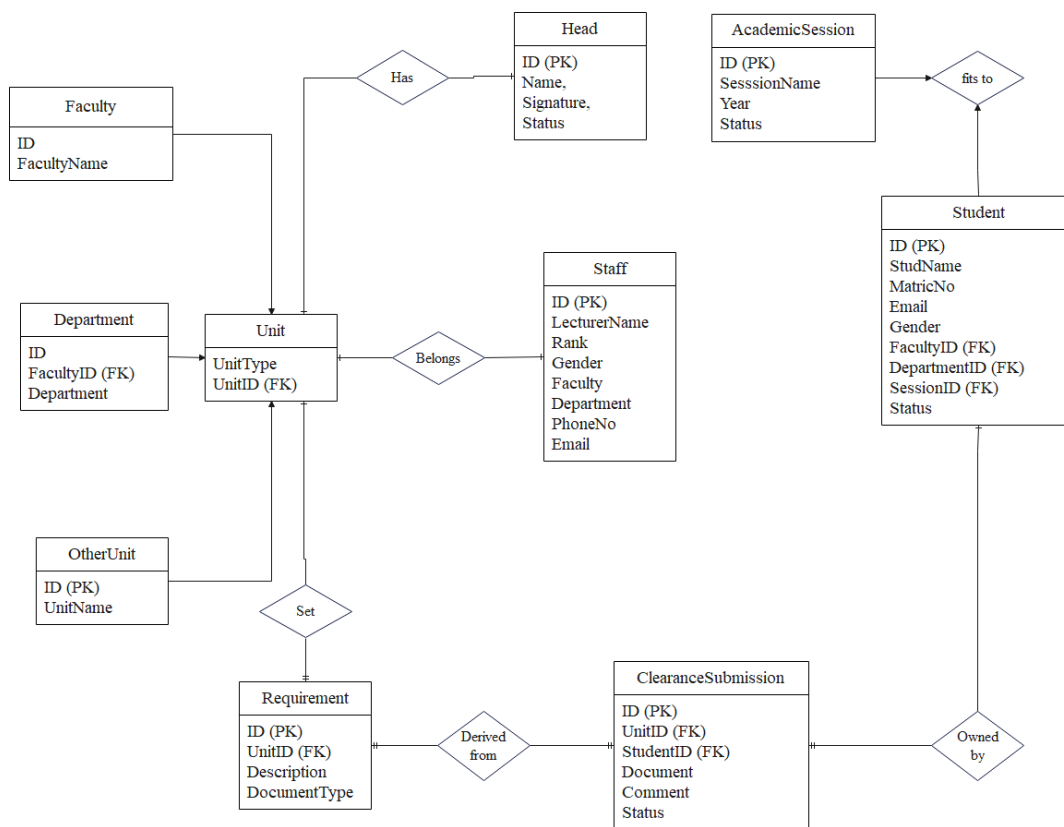 Head
ID (PK)
Name,
Signature,
Status
Has
AcademicSession
ID (PK)
SesssionName
Year
Status
fits to
Faculty
ID
FacultyName
Student
ID (PK)
StudName
MatricNo
Email
Gender
FacultyID (FK)
DepartmentID (FK)
SessionID (FK)
Status
Staff
ID (PK)
LecturerName
Rank
Gender
Faculty
Department
PhoneNo
Email
Department
ID
FacultyID (FK)
Department
Unit
UnitType
UnitID (FK)
Belongs
OtherUnit
ID (PK)
UnitName
Set
Requirement
ID (PK)
UnitID (FK)
Description
DocumentType
Derived
from
ClearanceSubmission
ID (PK)
UnitID (FK)
StudentID (FK)
Document
Comment
Status
Owned
by